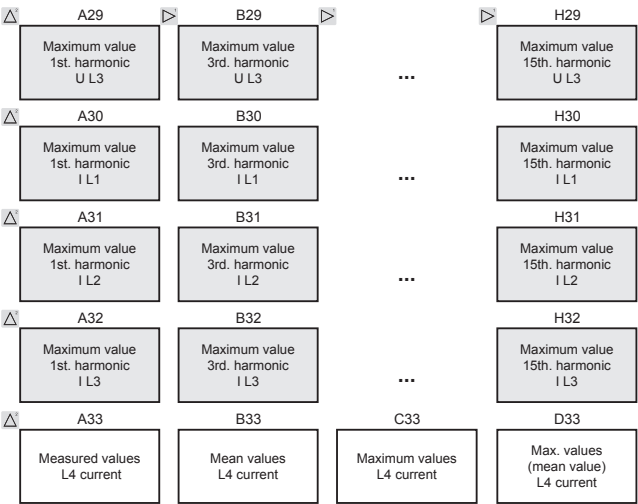 A29 B29 H29
Maximum value Maximum value Maximum value
1st. harmonic 3rd. harmonic ... 15th. harmonic
U L3 U L3 U L3
A30 B30 H30
Maximum value Maximum value Maximum value
1st. harmonic 3rd. harmonic ... 15th. harmonic
I L1 I L1 I L1
A31 B31 H31
Maximum value Maximum value Maximum value
1st. harmonic 3rd. harmonic ... 15th. harmonic
I L2 I L2 I L2
A32 B32 H32
Maximum value Maximum value Maximum value
1st. harmonic 3rd. harmonic ... 15th. harmonic
I L3 I L3 I L3
A33 B33 C33 D33
Measured values Mean values Maximum values Max. values
L4 current L4 current L4 current (mean value)
L4 current